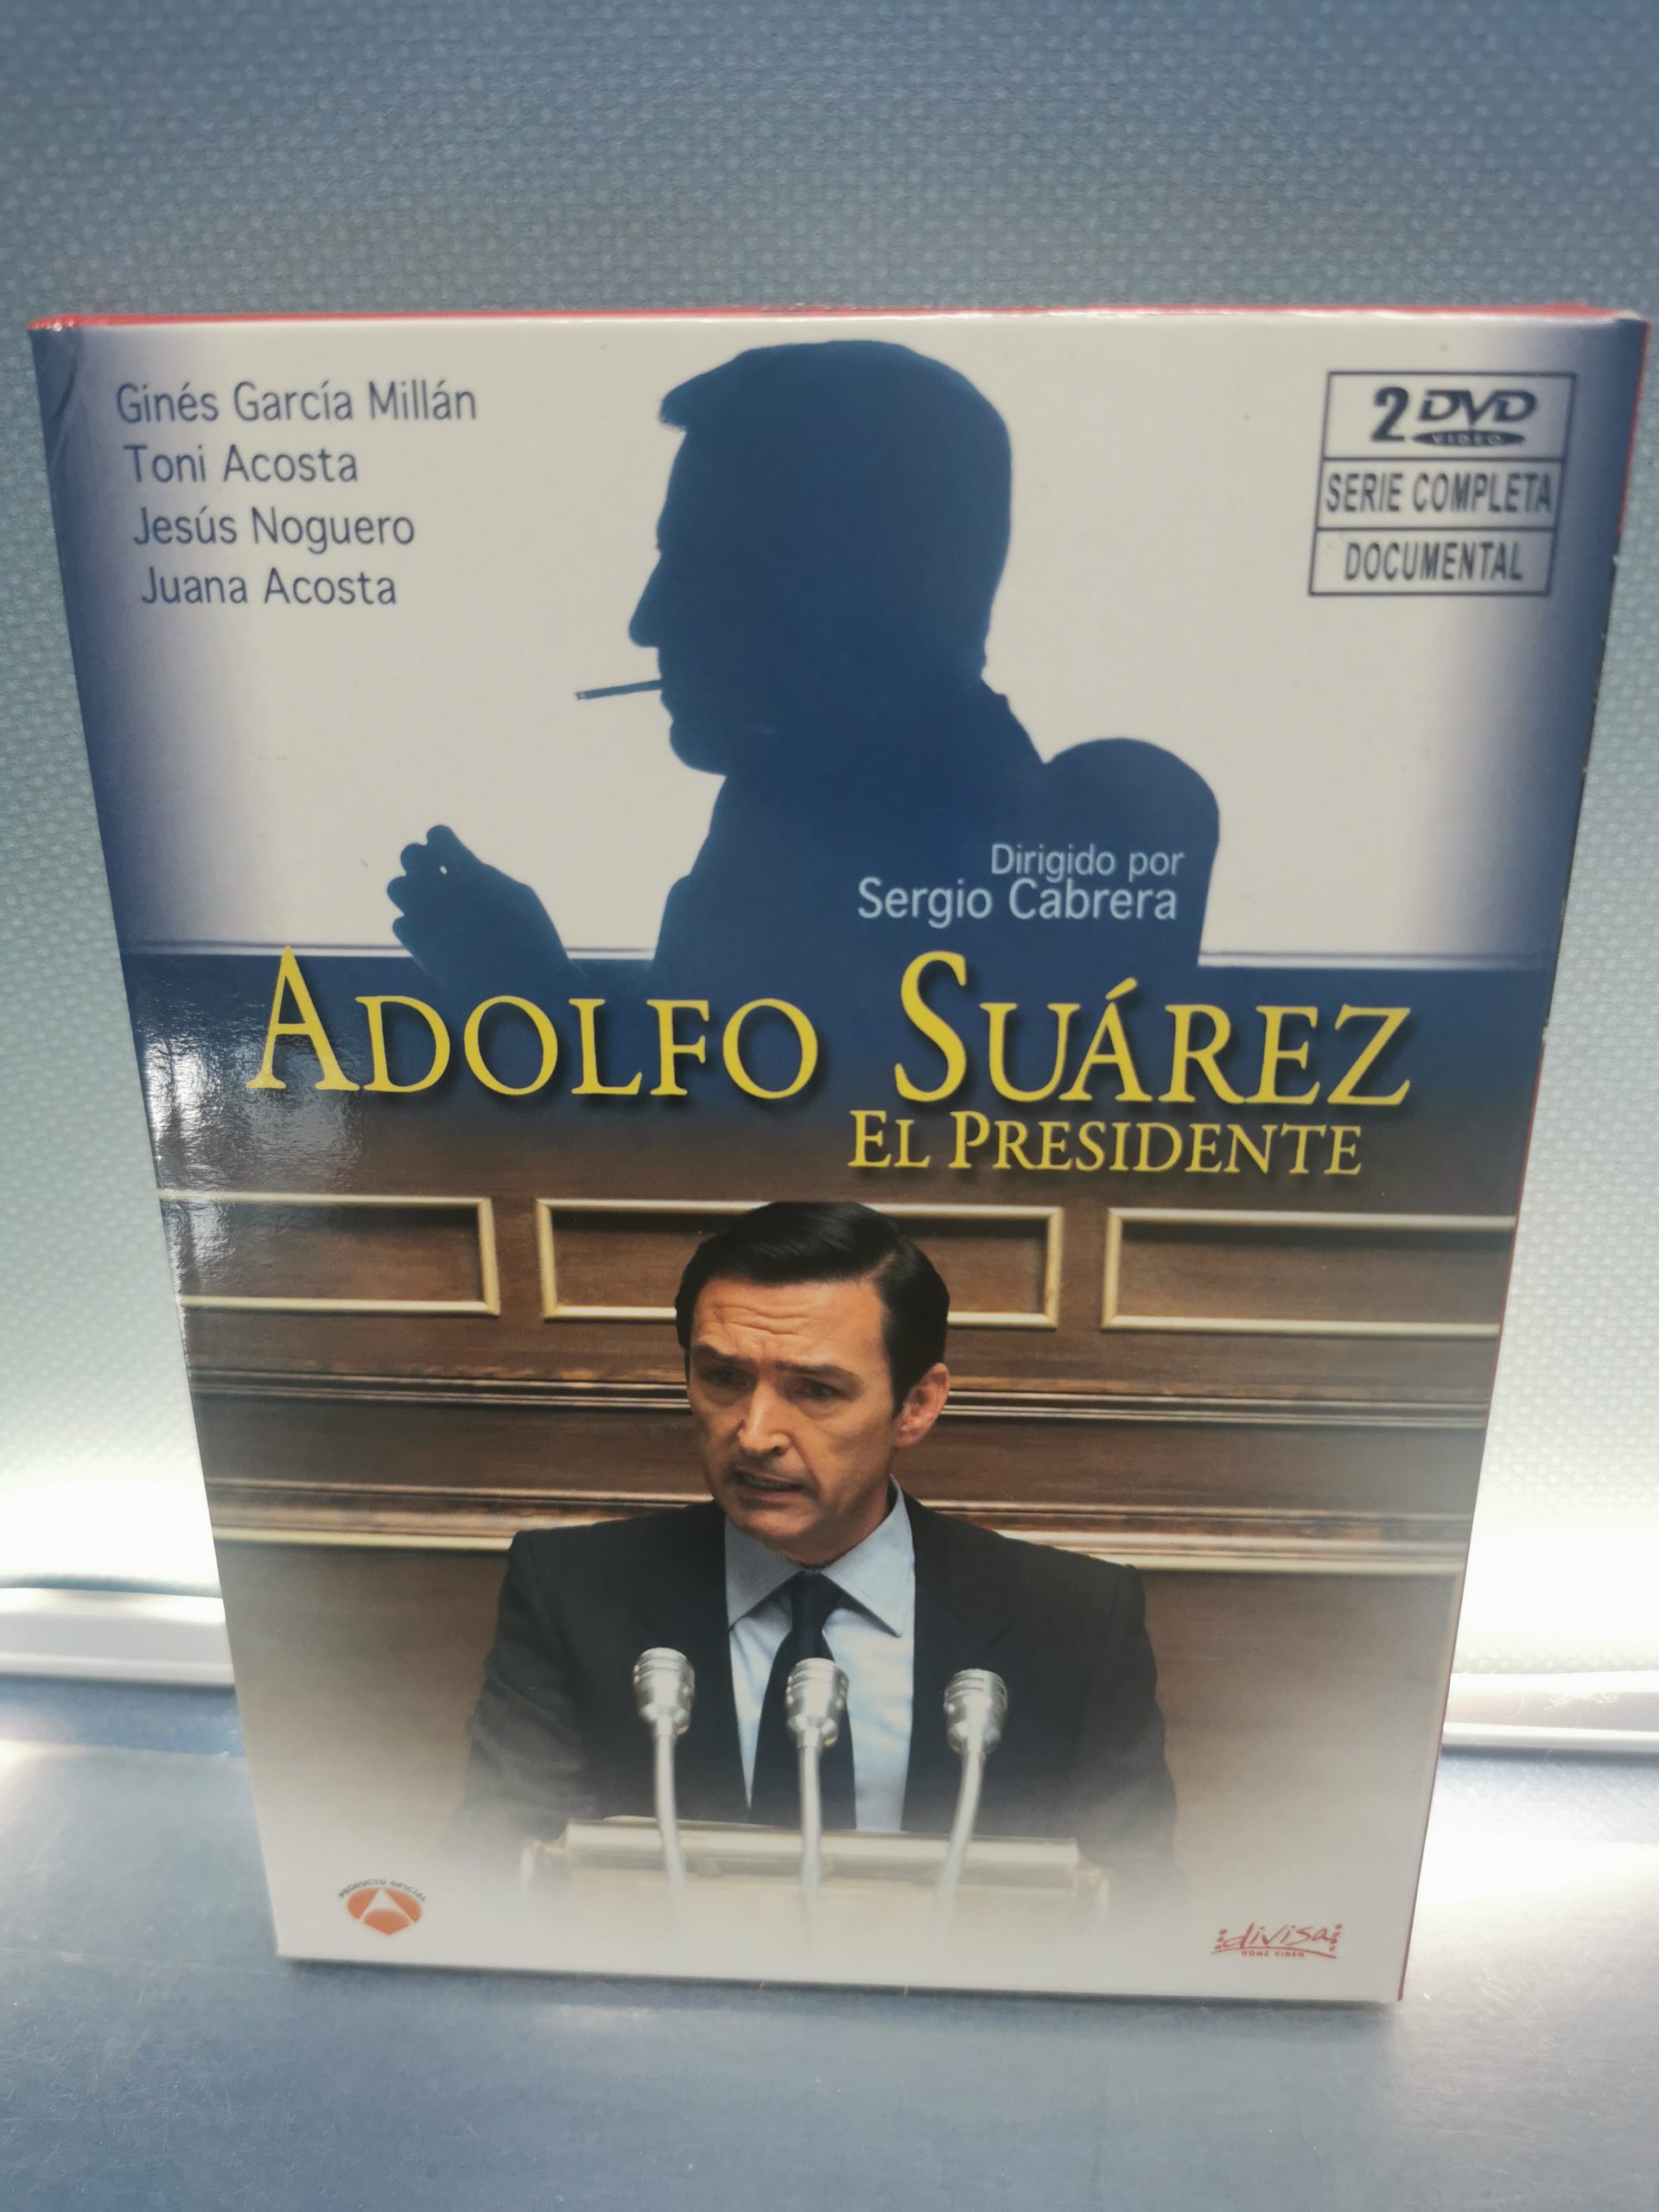 Ginés García Millán
Toni Acosta
Jesús Noguero
Juana Acosta
2 DVD
VIDEO
SERIE COMPLETA
DOCUMENTAL
Dirigido por
Sergio Cabrera
ADOLFO SUÁREZ
EL PRESIDENTE
PRODUCTO OFICIAL
divisa
HOME VIDEO